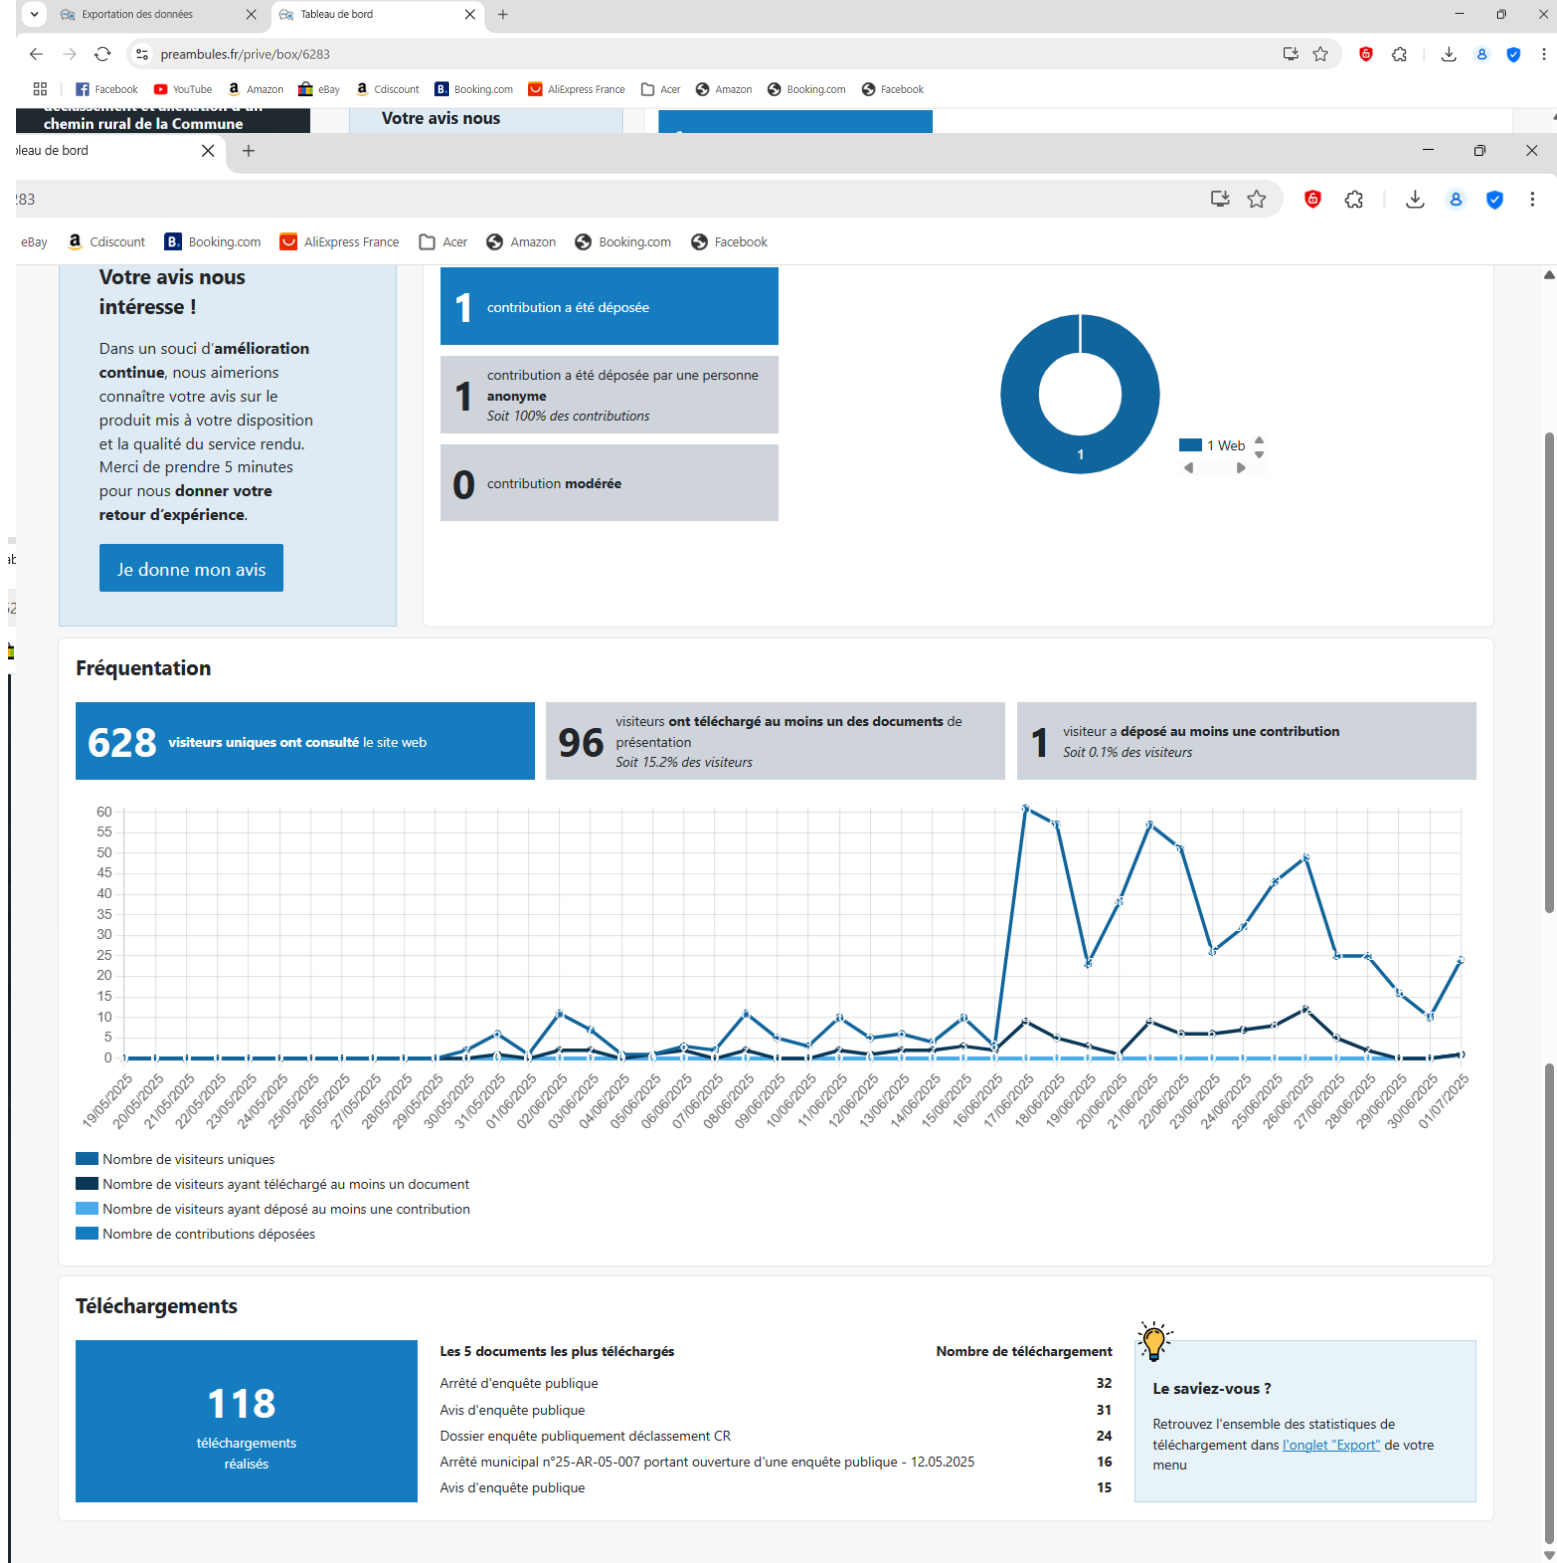 Exportation des données
Tableau de bord
preambules.fr/prive/box/6283
Facebook YouTube Amazon eBay Cdiscount Booking.com AliExpress France Acer Amazon Booking.com Facebook
chemin rural de la Commune
Votre avis nous
bleau de bord
283
eBay Cdiscount Booking.com AliExpress France Acer Amazon Booking.com Facebook
Votre avis nous
intéresse !
Dans un souci d'amélioration
continue, nous aimerions
connaître votre avis sur le
produit mis à votre disposition
et la qualité du service rendu.
Merci de prendre 5 minutes
pour nous donner votre
retour d'expérience.
Je donne mon avis
1 contribution a été déposée
1 contribution a été déposée par une personne
anonyme
Soit 100% des contributions
0 contribution modérée
1
1 Web
Fréquentation
628 visiteurs uniques ont consulté le site web
96 visiteurs ont téléchargé au moins un des documents de
présentation
Soit 15.2% des visiteurs
1 visiteur a déposé au moins une contribution
Soit 0.1% des visiteurs
60
55
50
45
40
35
30
25
20
15
10
5
0
19/05/2025 20/05/2025 21/05/2025 22/05/2025 23/05/2025 24/05/2025 25/05/2025 26/05/2025 27/05/2025 28/05/2025 29/05/2025 30/05/2025 31/05/2025 01/06/2025 02/06/2025 03/06/2025 04/06/2025 05/06/2025 06/06/2025 07/06/2025 08/06/2025 09/06/2025 10/06/2025 11/06/2025 12/06/2025 13/06/2025 14/06/2025 15/06/2025 16/06/2025 17/06/2025 18/06/2025 19/06/2025 20/06/2025 21/06/2025 22/06/2025 23/06/2025 24/06/2025 25/06/2025 26/06/2025 27/06/2025 28/06/2025 29/06/2025 30/06/2025 01/07/2025
Nombre de visiteurs uniques
Nombre de visiteurs ayant téléchargé au moins un document
Nombre de visiteurs ayant déposé au moins une contribution
Nombre de contributions déposées
Téléchargements
118
téléchargements
réalisés
Les 5 documents les plus téléchargés Nombre de téléchargement
Arrêté d'enquête publique 32
Avis d'enquête publique 31
Dossier enquête publiquement déclassement CR 24
Arrêté municipal n°25-AR-05-007 portant ouverture d'une enquête publique - 12.05.2025 16
Avis d'enquête publique 15
Le saviez-vous ?
Retrouvez l'ensemble des statistiques de
téléchargement dans l'onglet "Export" de votre
menu